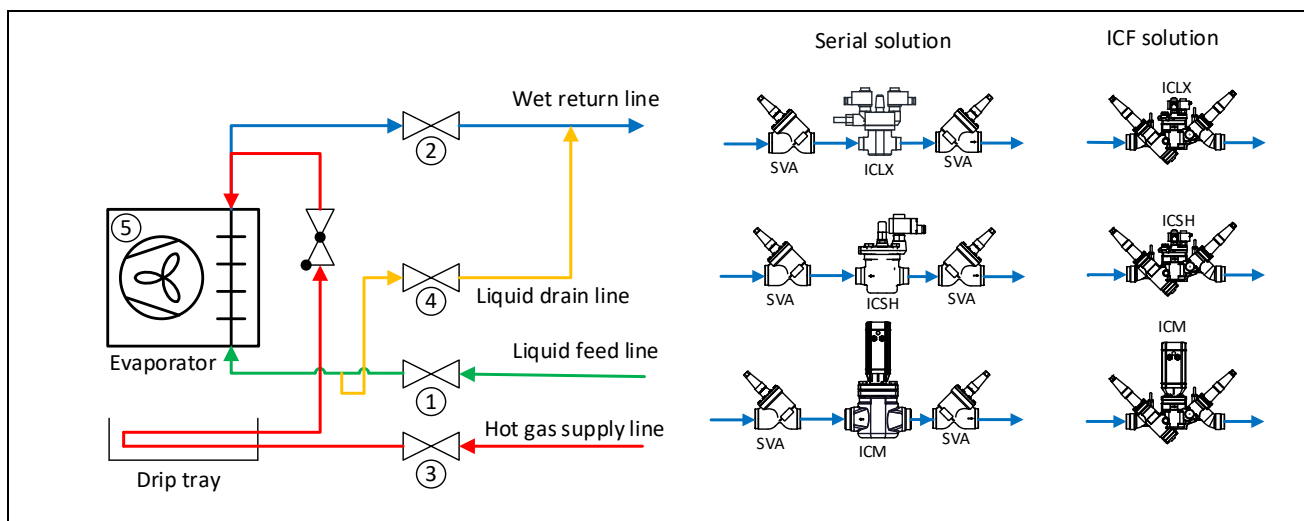 Serial solution
ICF solution
Wet return line
②
SVA
ICLX
SVA
ICLX
⑤
Evaporator
④
Liquid drain line
SVA
ICSH
SVA
ICSH
Liquid feed line
①
Hot gas supply line
③
Drip tray
SVA
ICM
SVA
ICM